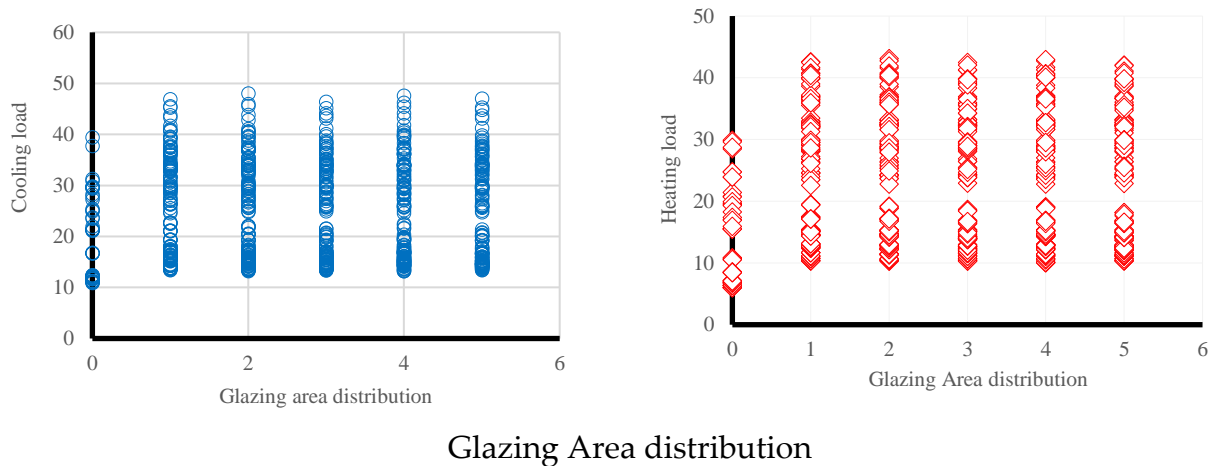 60
50
40
30
20
10
0
0 2 4 6
Cooling load
Glazing area distribution
50
40
30
20
10
0
0 1 2 3 4 5 6
Heating load
Glazing Area distribution
Glazing Area distribution